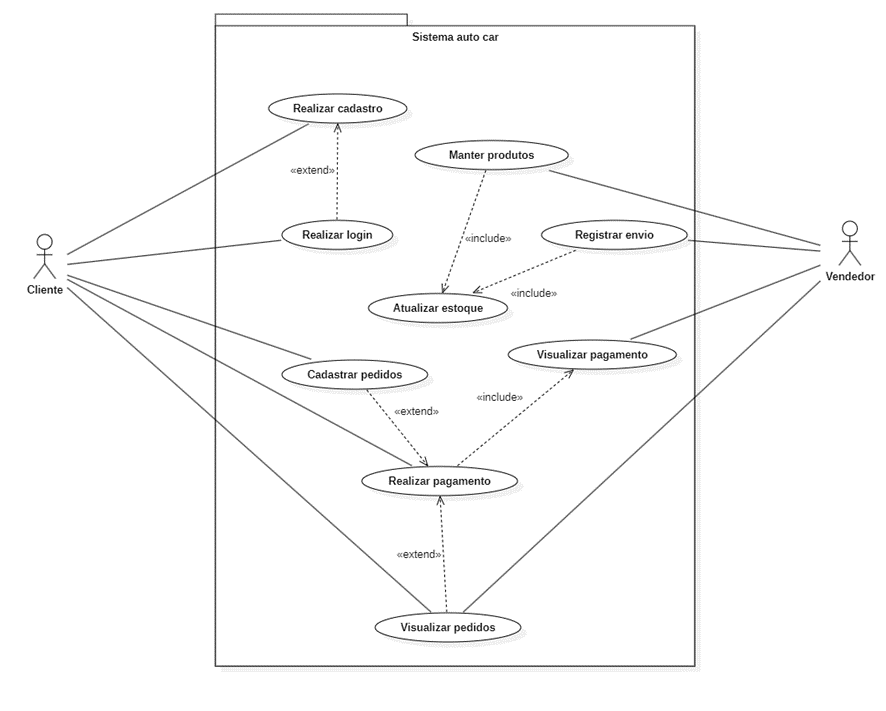 Sistema auto car
Realizar cadastro
Manter produtos
«extend»
Realizar login
Registrar envio
«include»
Cliente
Vendedor
«include»
Atualizar estoque
Visualizar pagamento
Cadastrar pedidos
«include»
«extend»
Realizar pagamento
«extend»
Visualizar pedidos